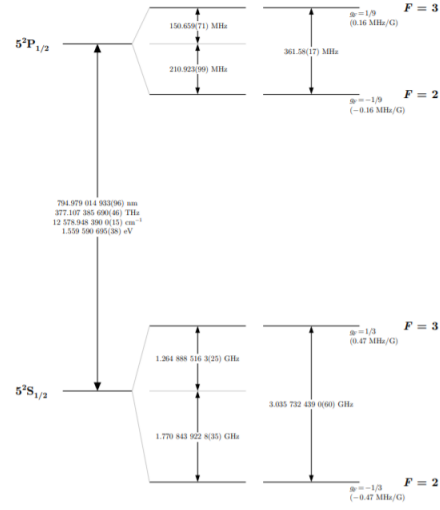 F = 3
g_F = 1/9
(0.16 MHz/G)
150.659(71) MHz
5²P₁/₂
361.58(17) MHz
210.923(99) MHz
F = 2
g_F = −1/9
(−0.16 MHz/G)
794.979 014 933(96) nm
377.107 385 690(46) THz
12 578.948 390 0(15) cm⁻¹
1.559 590 695(38) eV
F = 3
g_F = 1/3
(0.47 MHz/G)
1.264 888 516 3(25) GHz
5²S₁/₂
3.035 732 439 0(60) GHz
1.770 843 922 8(35) GHz
F = 2
g_F = −1/3
(−0.47 MHz/G)